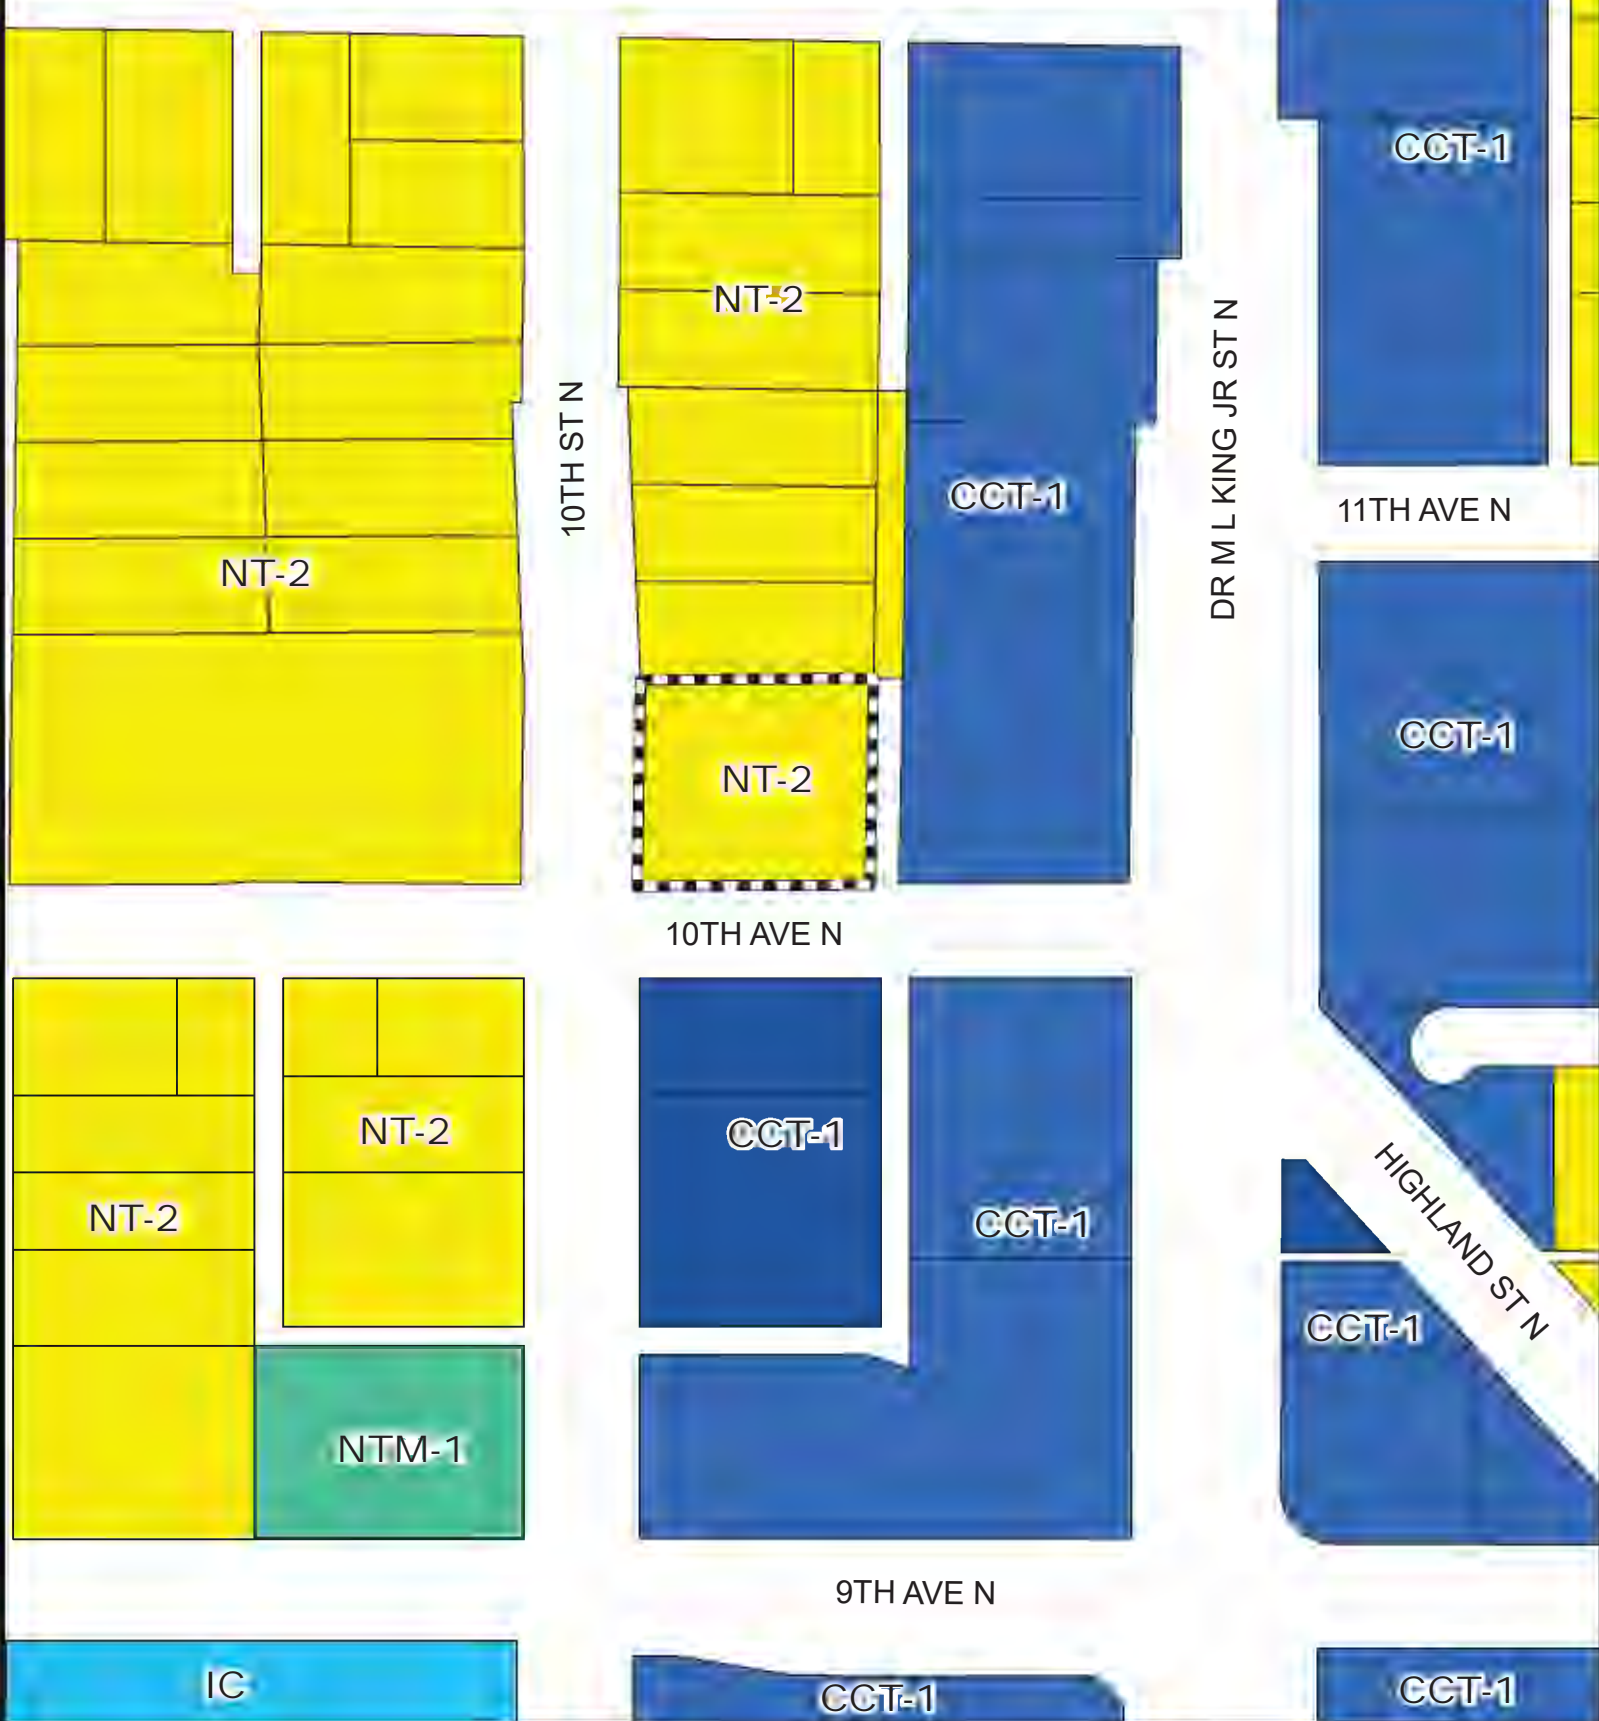 CCT-1
NT-2
10TH ST N
DR M L KING JR ST N
CCT-1
11TH AVE N
NT-2
CCT-1
NT-2
10TH AVE N
NT-2
CCT-1
NT-2
CCT-1
HIGHLAND ST N
CCT-1
NTM-1
9TH AVE N
IC
CCT-1
CCT-1